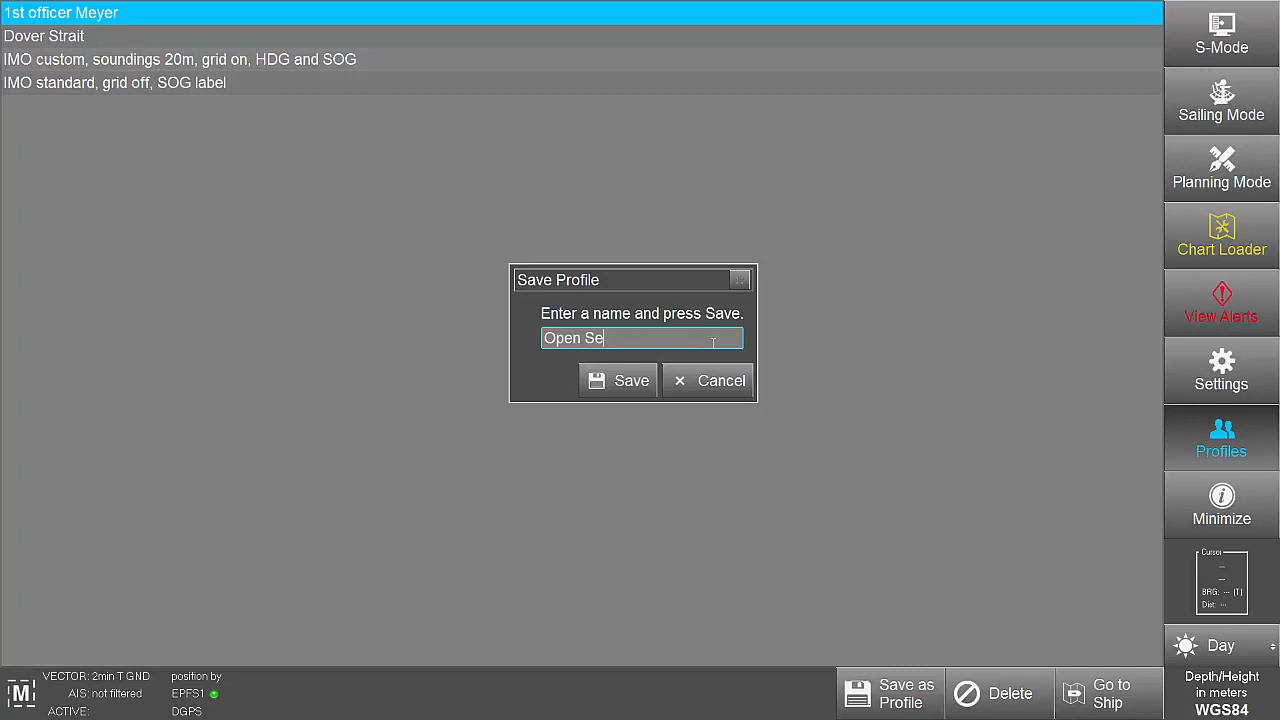 1st officer Meyer
Dover Strait
IMO custom, soundings 20m, grid on, HDG and SOG
IMO standard, grid off, SOG label
Save Profile
Enter a name and press Save.
Open Se
Save
Cancel
S-Mode
Sailing Mode
Planning Mode
Chart Loader
View Alerts
Settings
Profiles
Minimize
Cursor
--
--
BRG: -- (T)
Dist: --
Day
Depth/Height
in meters
WGS84
M
VECTOR: 2min T GND
AIS: not filtered
ACTIVE:
position by
EPFS1
DGPS
Save as
Profile
Delete
Go to
Ship